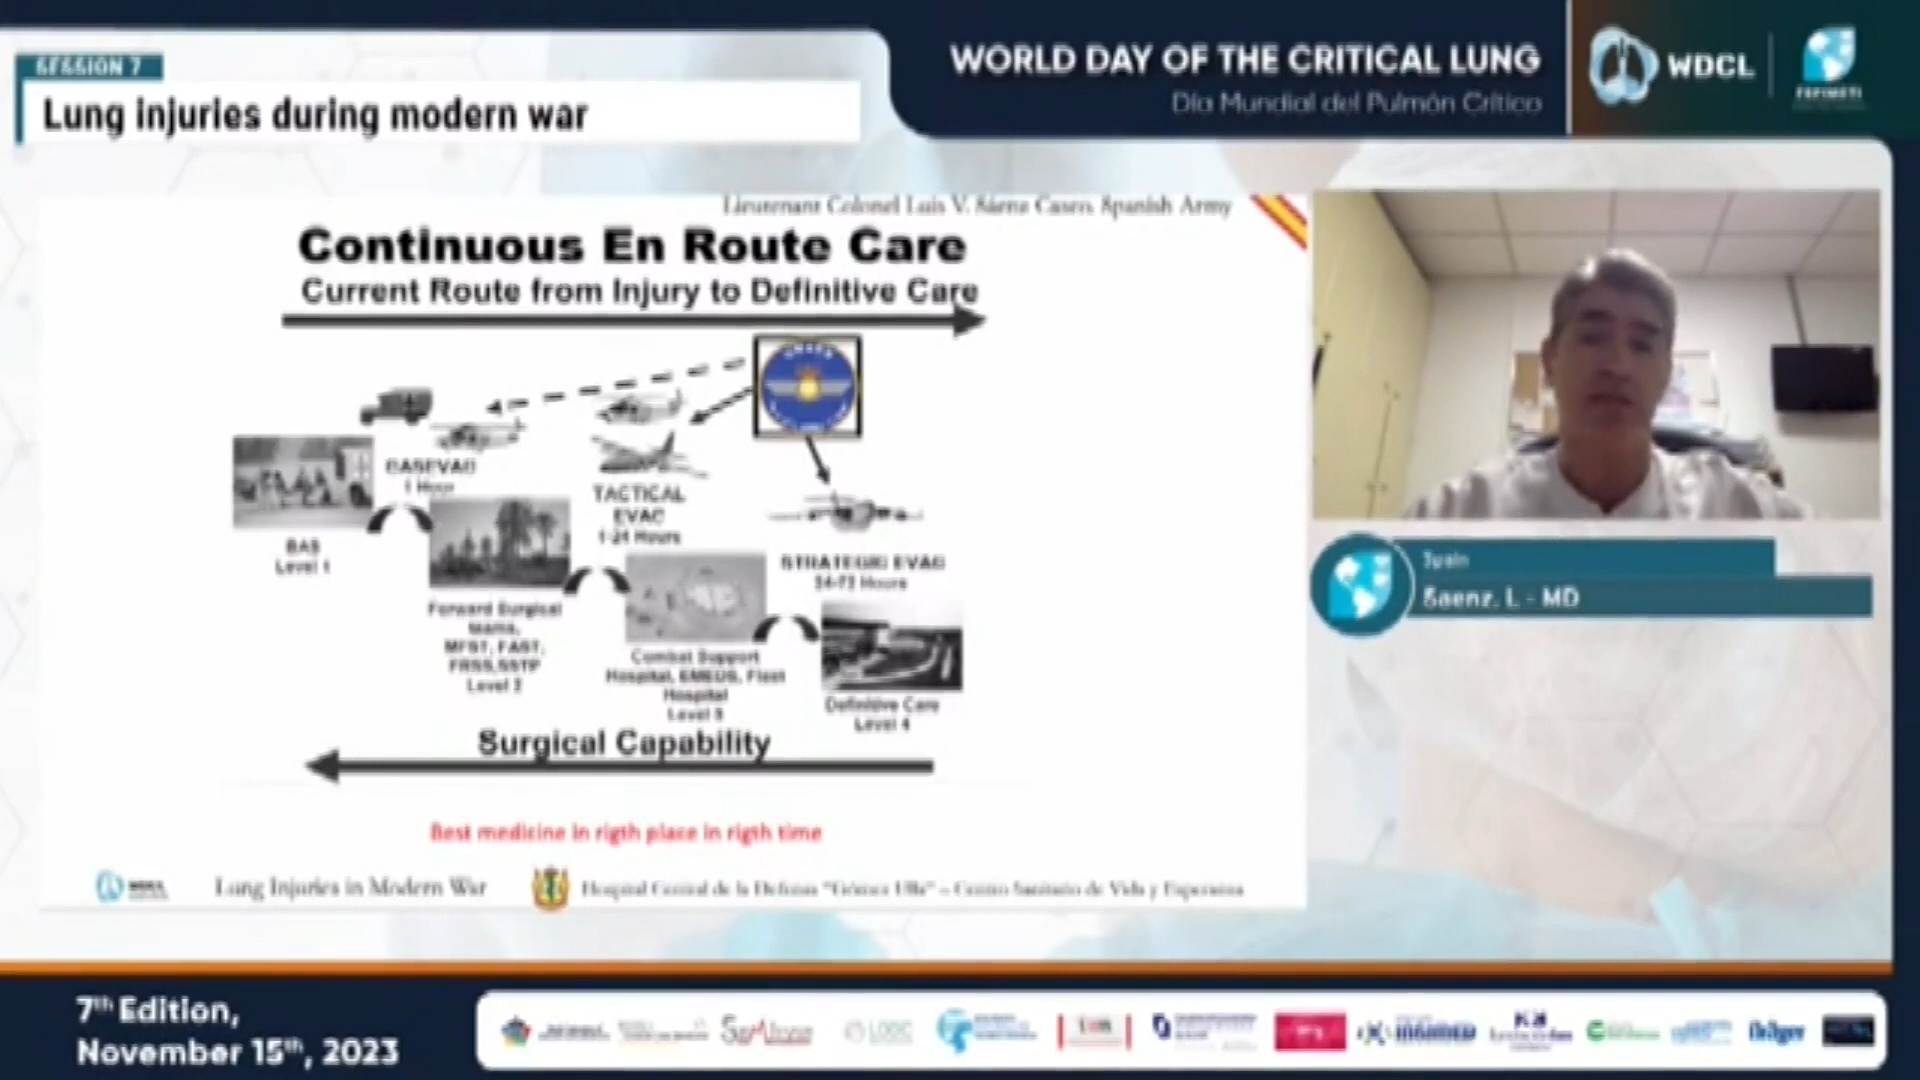 SESSION 7
Lung injuries during modern war
WORLD DAY OF THE CRITICAL LUNG
Día Mundial del Pulmón Crítico
WDCL
Lieutenant Colonel Luis V. Sáenz Casco. Spanish Army
Continuous En Route Care
Current Route from Injury to Definitive Care
CASEVAC
1 Hour
TACTICAL
EVAC
1-24 Hours
BAS
Level 1
STRATEGIC EVAC
24-72 Hours
Forward Surgical
teams,
MFST, FAST,
FRSS, SSTP
Level 2
Combat Support
Hospital, EMEDS, Fleet
Hospital
Level 3
Definitive Care
Level 4
Surgical Capability
Best medicine in rigth place in rigth time
WDCL
Lung Injuries in Modern War
Hospital Central de la Defensa "Gómez Ulla" – Centro Sanitario de Vida y Esperanza
Spain
Saenz. L - MD
7th Edition,
November 15th, 2023
Dräger